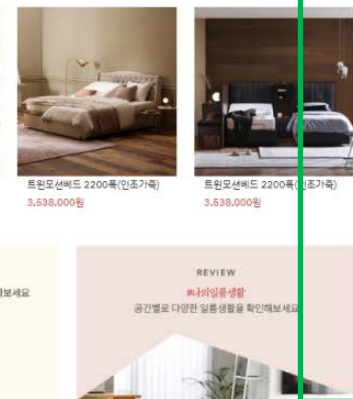 트윈모션베드 2200폭(인조가죽)
3,538,000원
트윈모션베드 2200폭(인조가죽)
3,538,000원
보세요
REVIEW
#나의일룸생활
공간별로 다양한 일룸생활을 확인해보세요